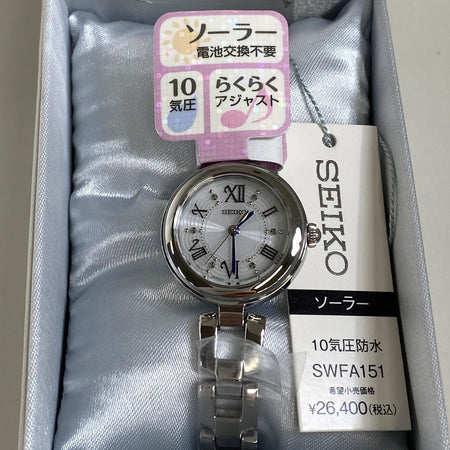 ソーラー
電池交換不要
10
気圧
らくらく
アジャスト
XII
SEIKO
SEIKO
ソーラー
10気圧防水
SWFA151
希望小売価格
¥26,400(税込)